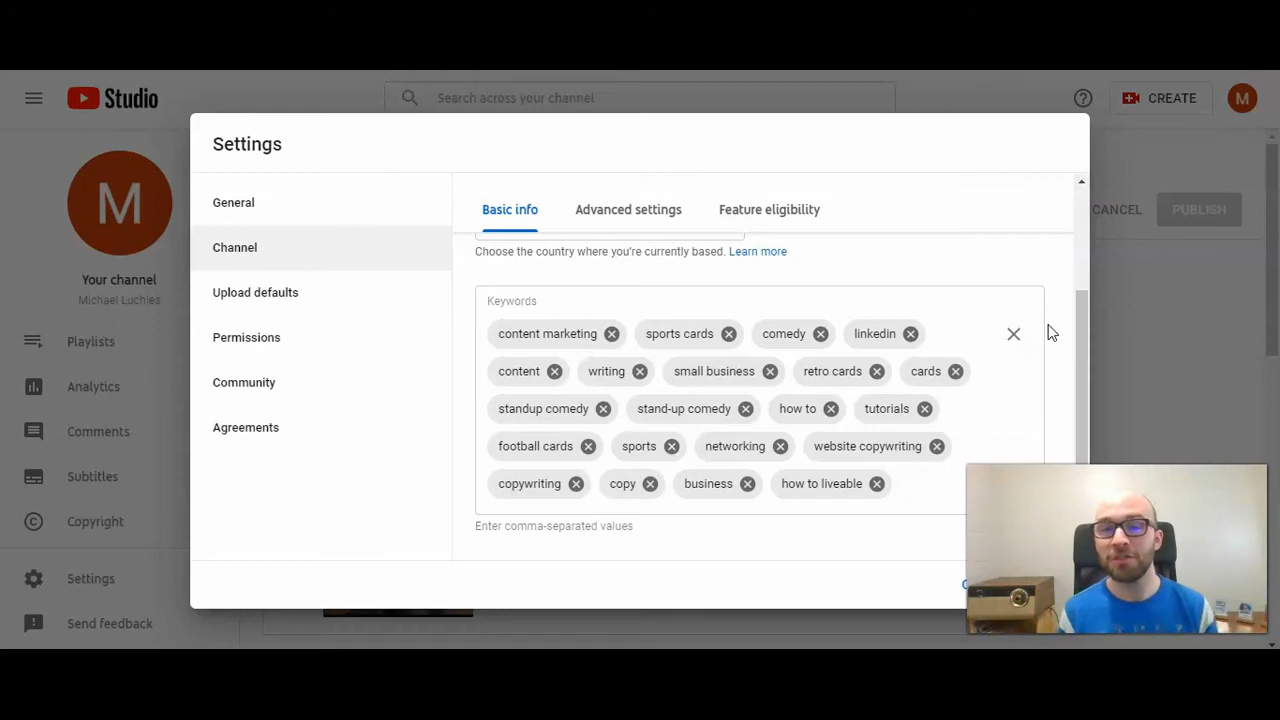 Studio
Search across your channel
CREATE
M
Settings
M
Your channel
Michael Luchies
Playlists
Analytics
Comments
Subtitles
Copyright
Settings
Send feedback
General
Channel
Upload defaults
Permissions
Community
Agreements
Basic info Advanced settings Feature eligibility
CANCEL PUBLISH
Choose the country where you're currently based. Learn more
Keywords
content marketing sports cards comedy linkedin
content writing small business retro cards cards
standup comedy stand-up comedy how to tutorials
football cards sports networking website copywriting
copywriting copy business how to liveable
Enter comma-separated values